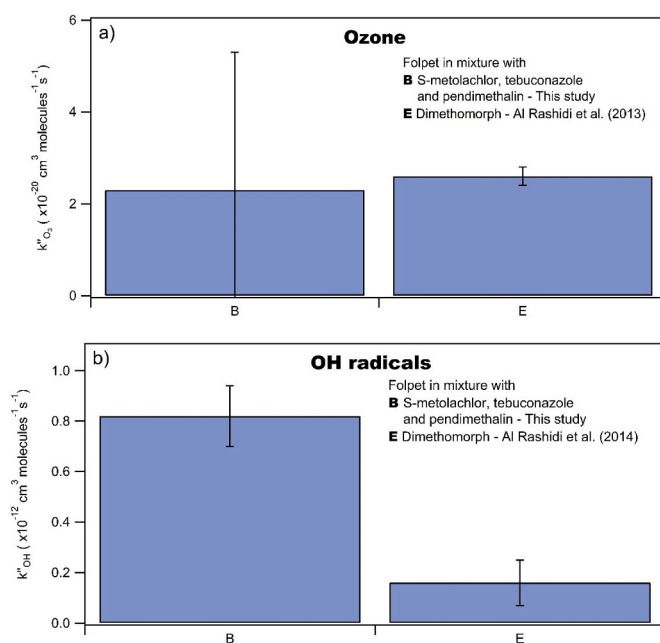 a)
Ozone
Folpet in mixture with
B S-metolachlor, tebuconazole
and pendimethalin - This study
E Dimethomorph - Al Rashidi et al. (2013)
k"O3 ( x10-20 cm3 molecules-1 s-1)
6
4
2
0
B
E
b)
OH radicals
Folpet in mixture with
B S-metolachlor, tebuconazole
and pendimethalin - This study
E Dimethomorph - Al Rashidi et al. (2014)
k"OH ( x10-12 cm3 molecules-1 s-1)
1.0
0.8
0.6
0.4
0.2
0.0
B
E